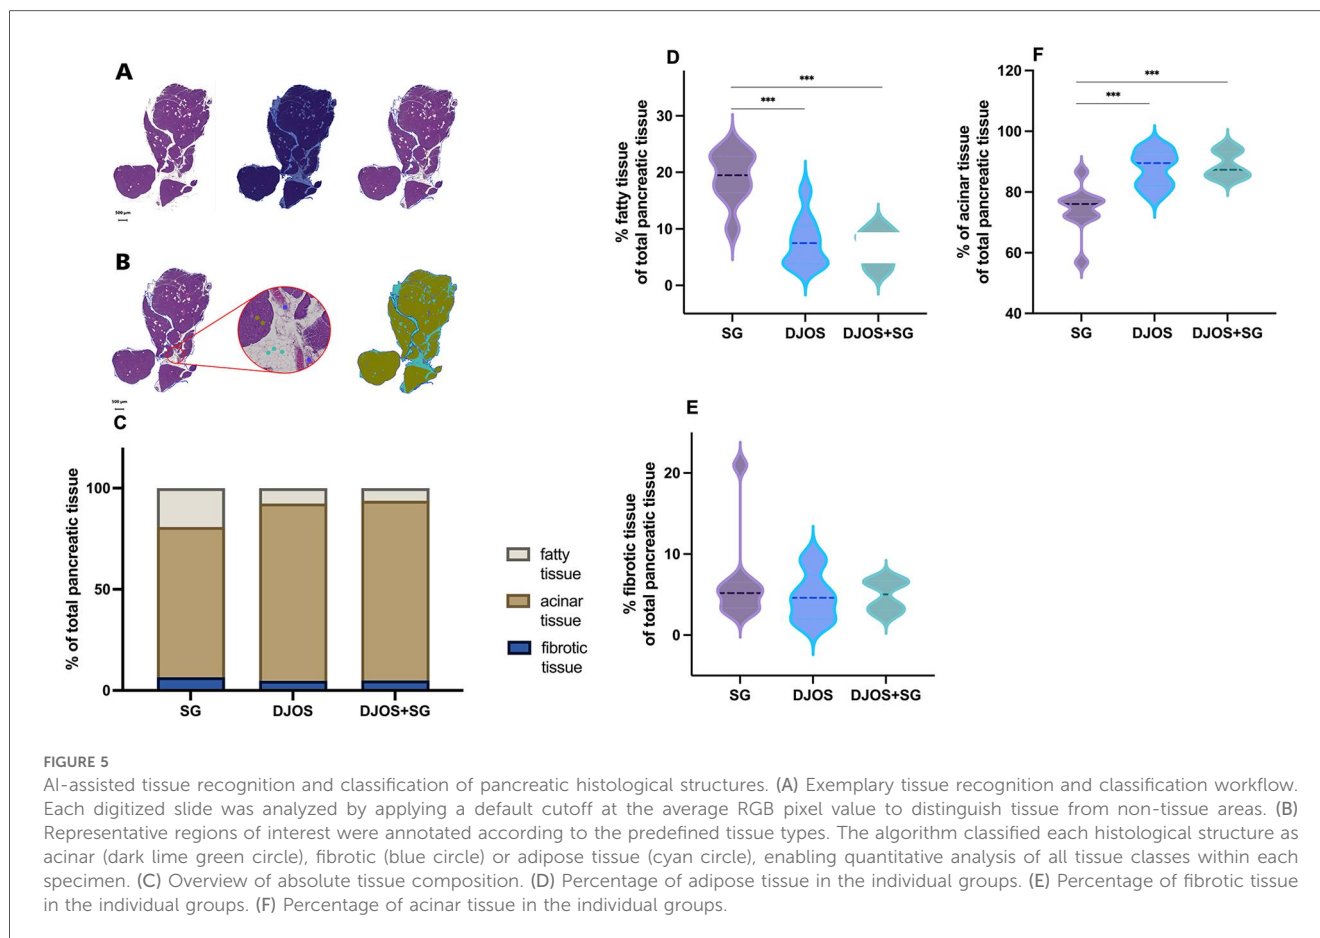 A
500 µm
B
500 µm
C
% of total pancreatic tissue
100
50
0
SG
DJOS
DJOS+SG
fatty
tissue
acinar
tissue
fibrotic
tissue
D
% fatty tissue
of total pancreatic tissue
30
20
10
0
***
***
SG
DJOS
DJOS+SG
F
% of acinar tissue
of total pancreatic tissue
120
100
80
60
40
***
***
SG
DJOS
DJOS+SG
E
% fibrotic tissue
of total pancreatic tissue
20
10
0
SG
DJOS
DJOS+SG
FIGURE 5
AI-assisted tissue recognition and classification of pancreatic histological structures. (A) Exemplary tissue recognition and classification workflow.
Each digitized slide was analyzed by applying a default cutoff at the average RGB pixel value to distinguish tissue from non-tissue areas. (B)
Representative regions of interest were annotated according to the predefined tissue types. The algorithm classified each histological structure as
acinar (dark lime green circle), fibrotic (blue circle) or adipose tissue (cyan circle), enabling quantitative analysis of all tissue classes within each
specimen. (C) Overview of absolute tissue composition. (D) Percentage of adipose tissue in the individual groups. (E) Percentage of fibrotic tissue
in the individual groups. (F) Percentage of acinar tissue in the individual groups.